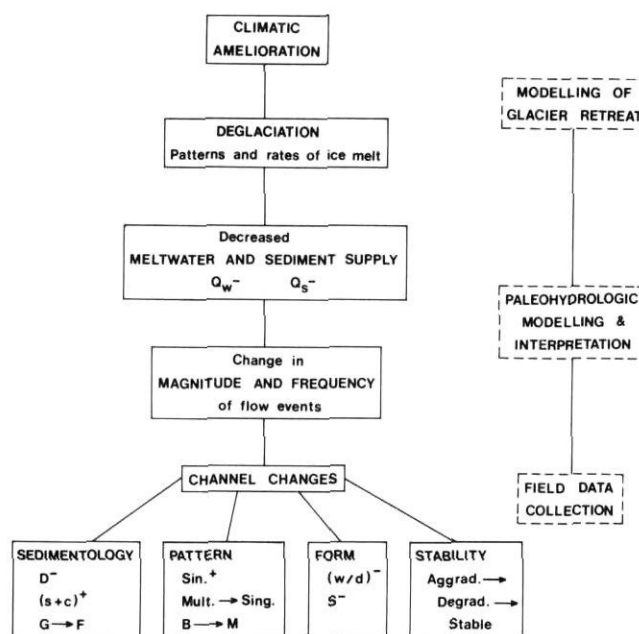 CLIMATIC
AMELIORATION
DEGLACIATION
Patterns and rates of ice melt
Decreased
MELTWATER AND SEDIMENT SUPPLY
Qw⁻ Qs⁻
Change in
MAGNITUDE AND FREQUENCY
of flow events
CHANNEL CHANGES
SEDIMENTOLOGY
D⁻
(s+c)⁺
G→F
PATTERN
Sin.⁺
Mult.→Sing.
B→M
FORM
(w/d)⁻
S⁻
STABILITY
Aggrad.→
Degrad.→
Stable
MODELLING OF
GLACIER RETREAT
PALEOHYDROLOGIC
MODELLING &
INTERPRETATION
FIELD DATA
COLLECTION